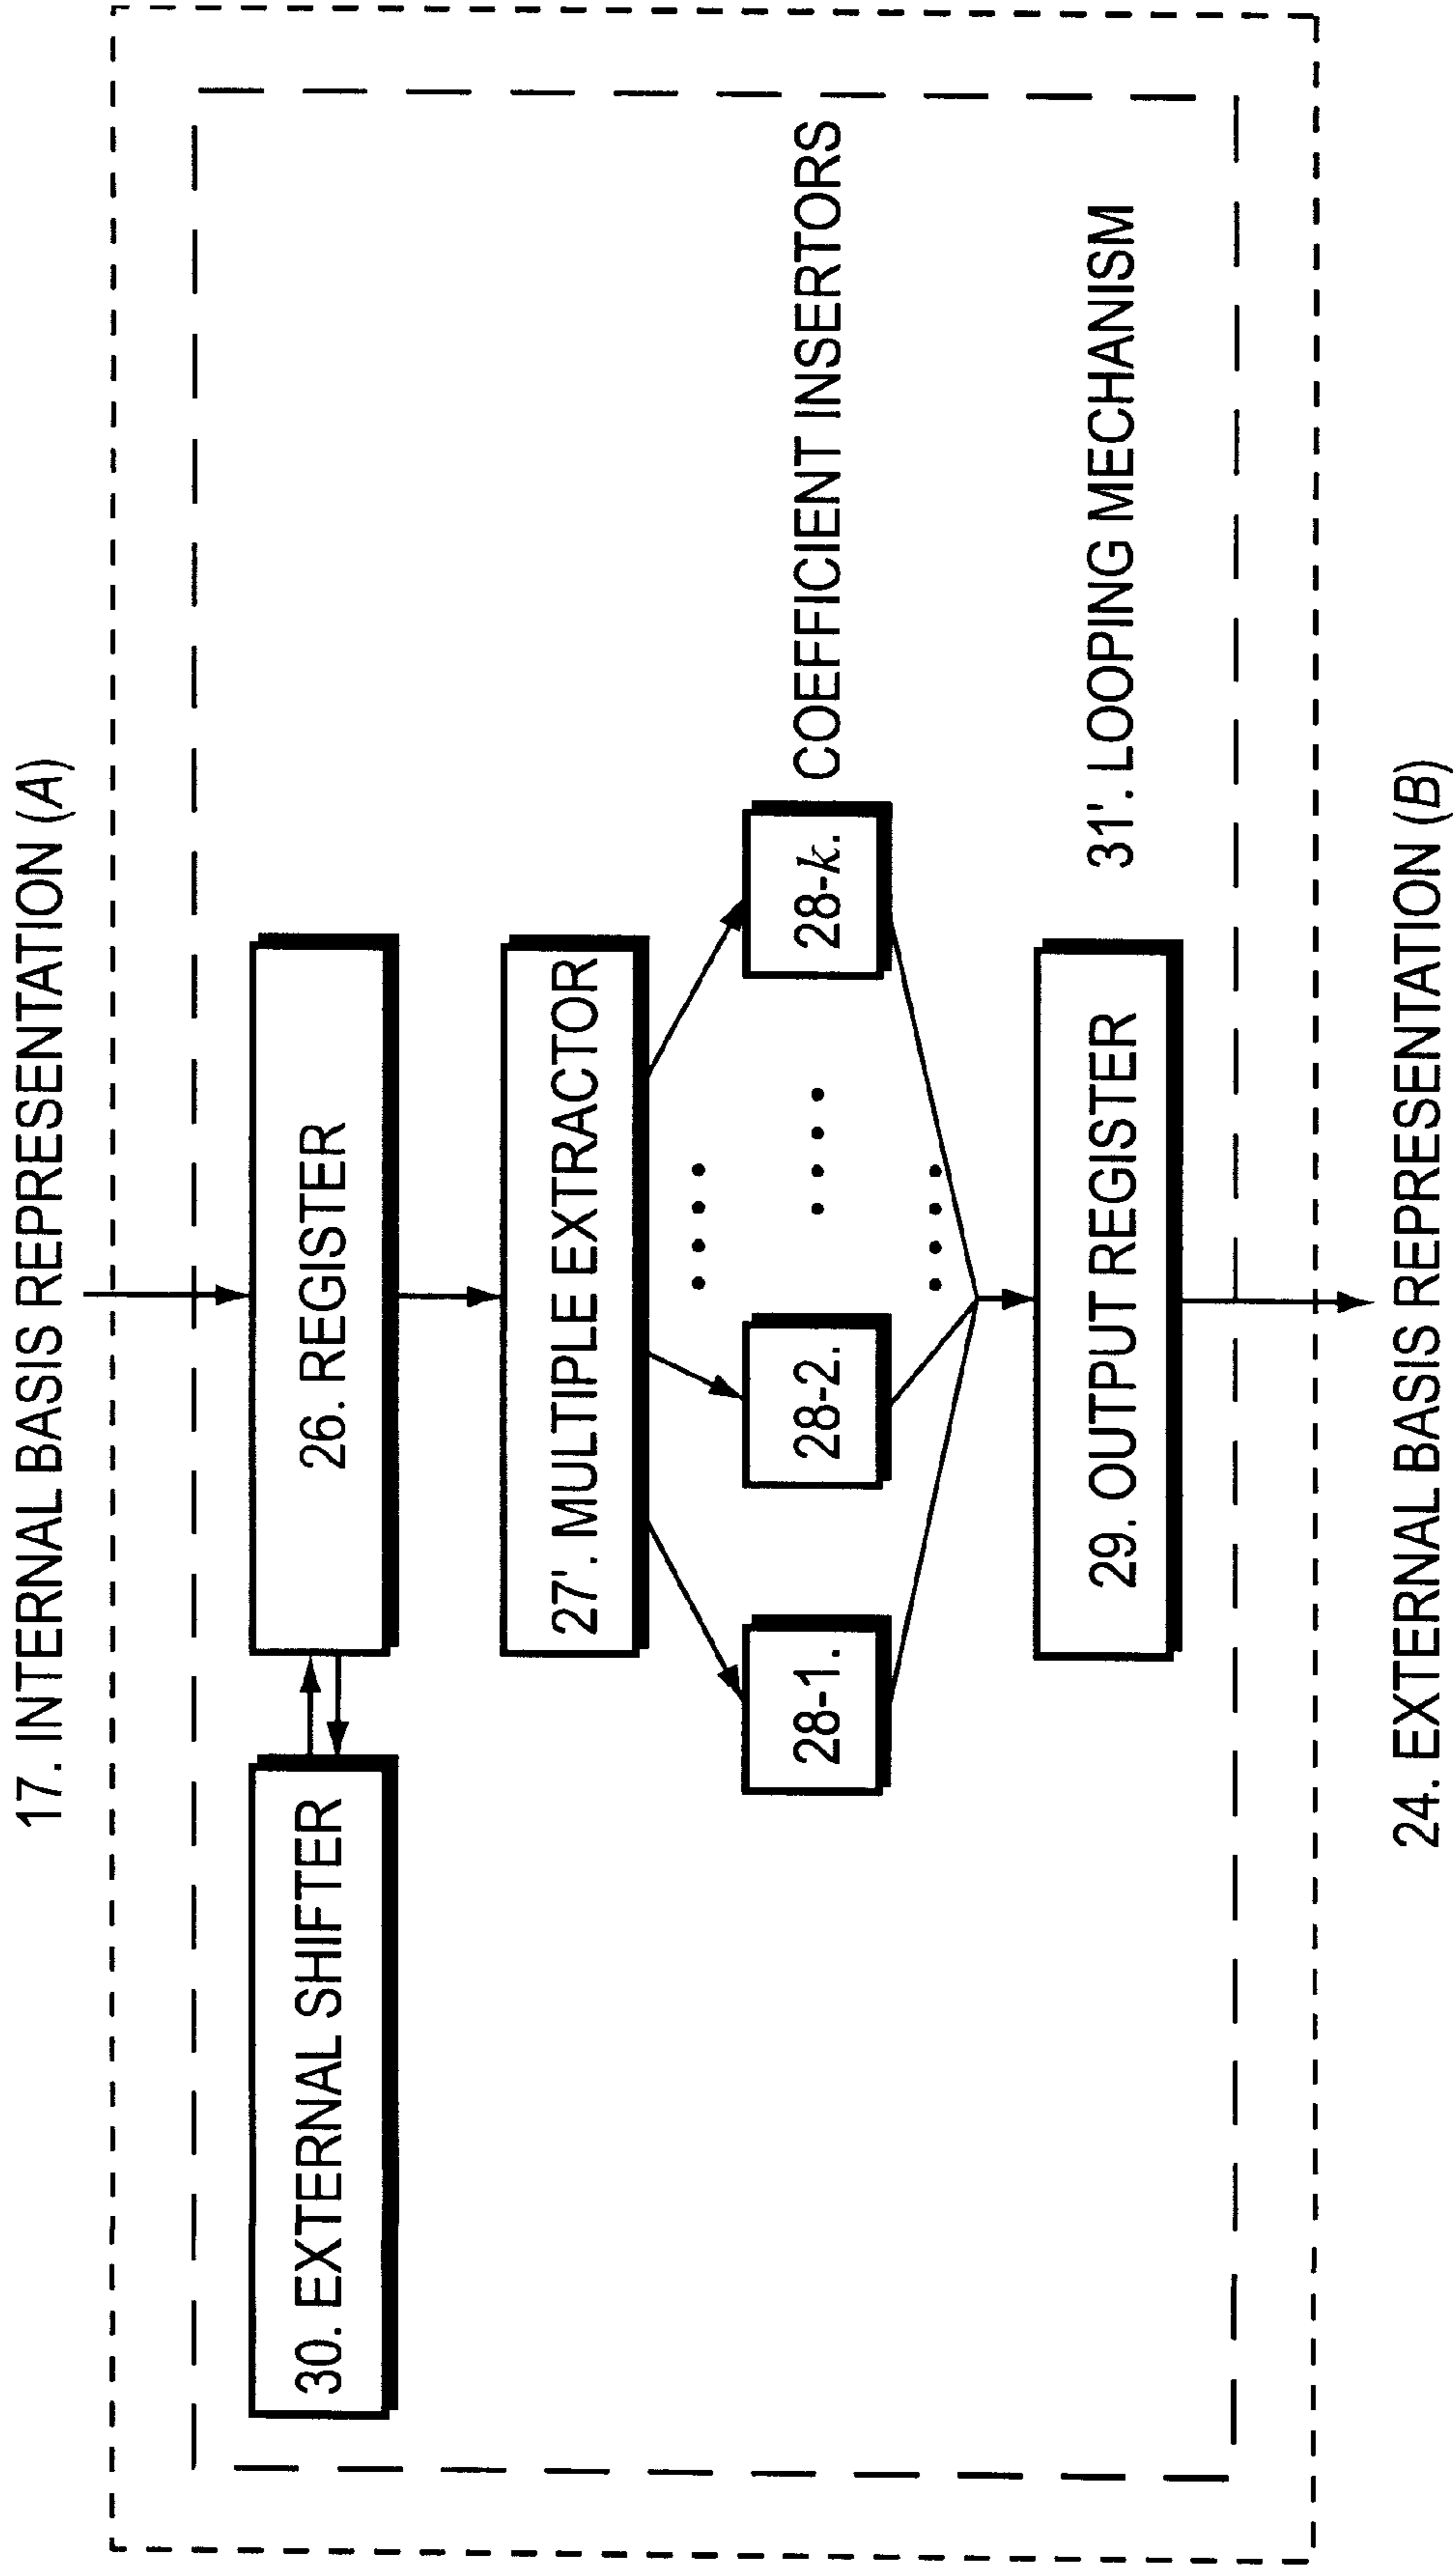 17. INTERNAL BASIS REPRESENTATION (A)
30. EXTERNAL SHIFTER
26. REGISTER
27'. MULTIPLE EXTRACTOR
28-1.
28-2.
28-k.
COEFFICIENT INSERTORS
29. OUTPUT REGISTER
31'. LOOPING MECHANISM
24. EXTERNAL BASIS REPRESENTATION (B)